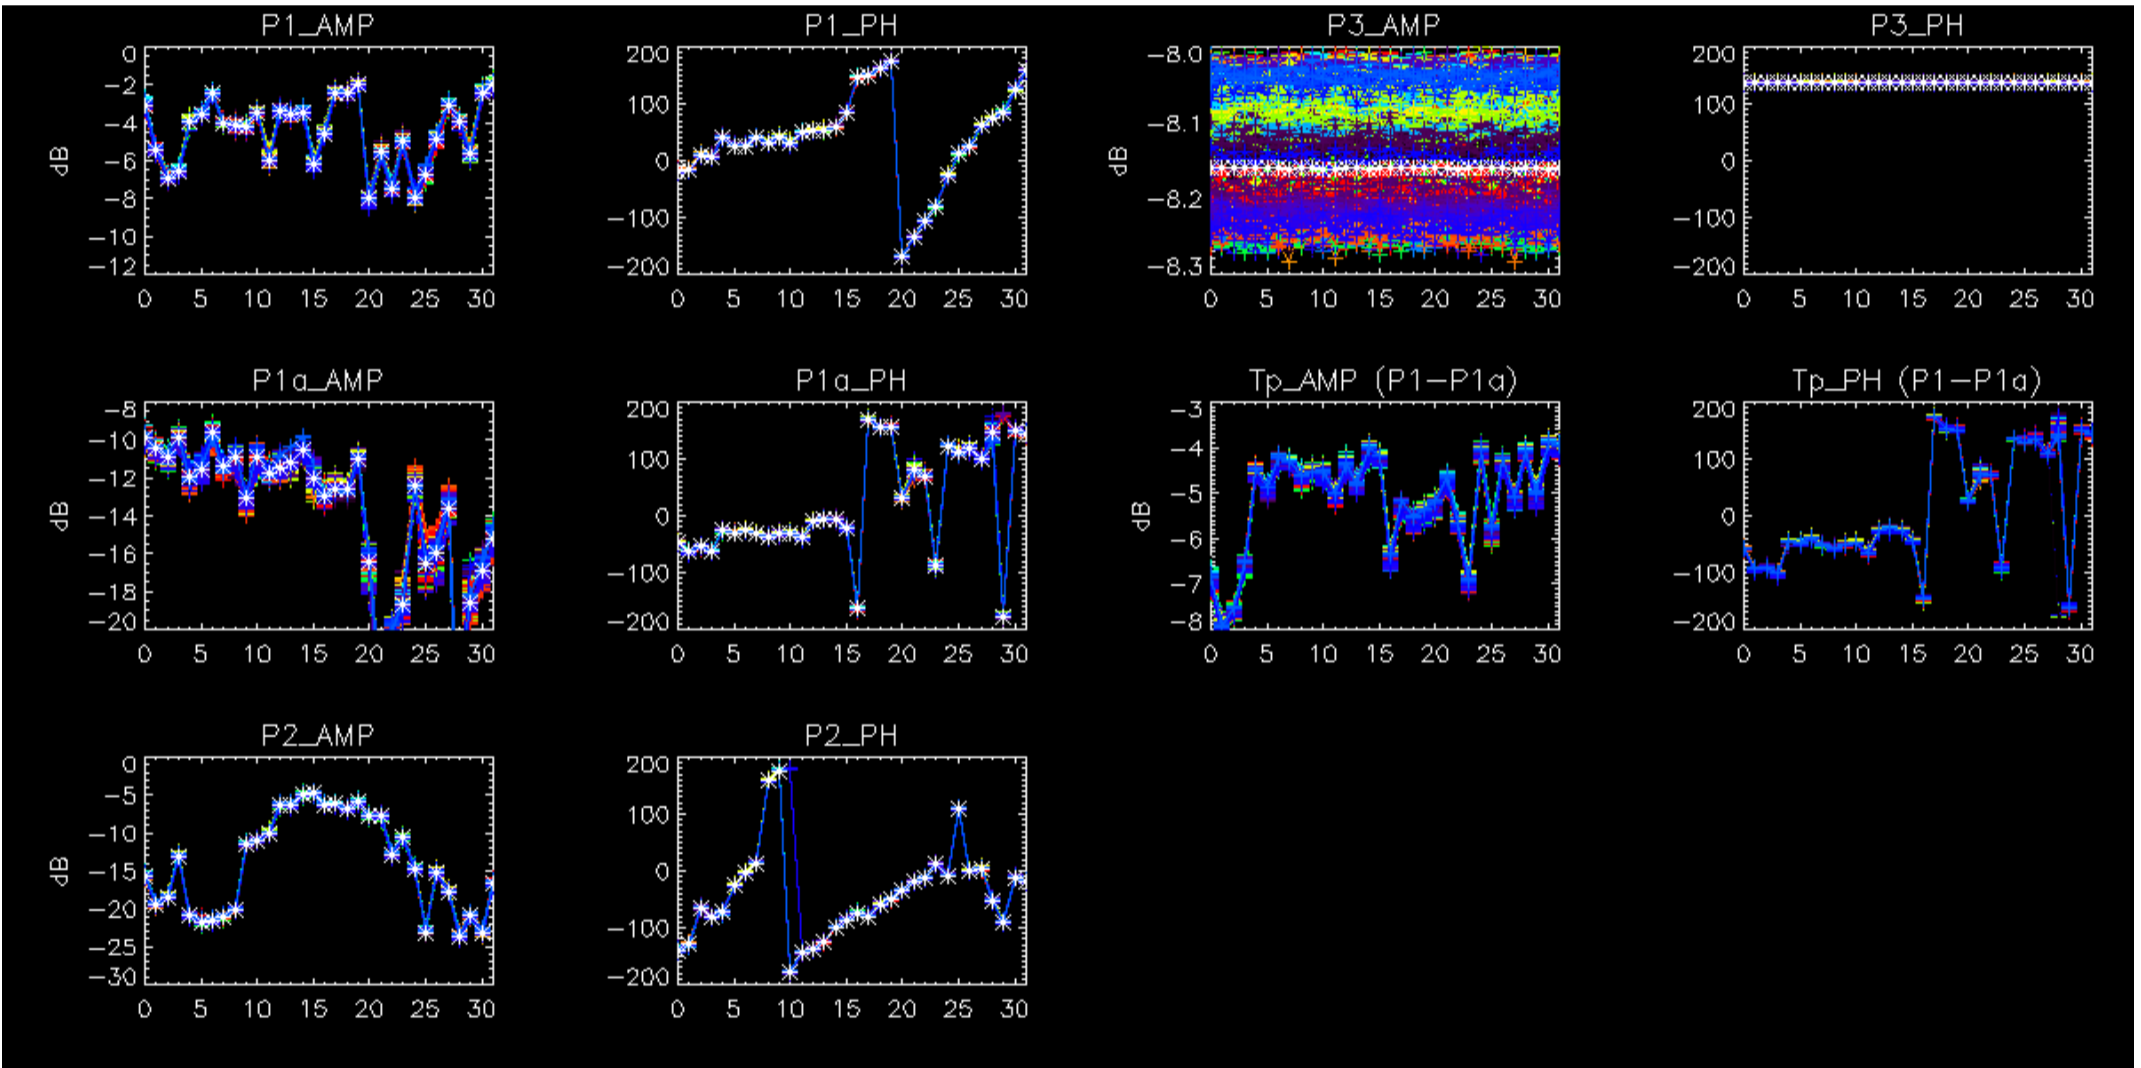 P1_AMP
P1_PH
P3_AMP
P3_PH
0
-2
-4
-6
-8
-10
-12
dB
0 5 10 15 20 25 30
200
100
0
-100
-200
0 5 10 15 20 25 30
-8.0
-8.1
-8.2
-8.3
dB
0 5 10 15 20 25 30
200
100
0
-100
-200
0 5 10 15 20 25 30
P1a_AMP
P1a_PH
Tp_AMP (P1-P1a)
Tp_PH (P1-P1a)
-8
-10
-12
-14
-16
-18
-20
dB
0 5 10 15 20 25 30
200
100
0
-100
-200
0 5 10 15 20 25 30
-3
-4
-5
-6
-7
-8
dB
0 5 10 15 20 25 30
200
100
0
-100
-200
0 5 10 15 20 25 30
P2_AMP
P2_PH
0
-5
-10
-15
-20
-25
-30
dB
0 5 10 15 20 25 30
200
100
0
-100
-200
0 5 10 15 20 25 30